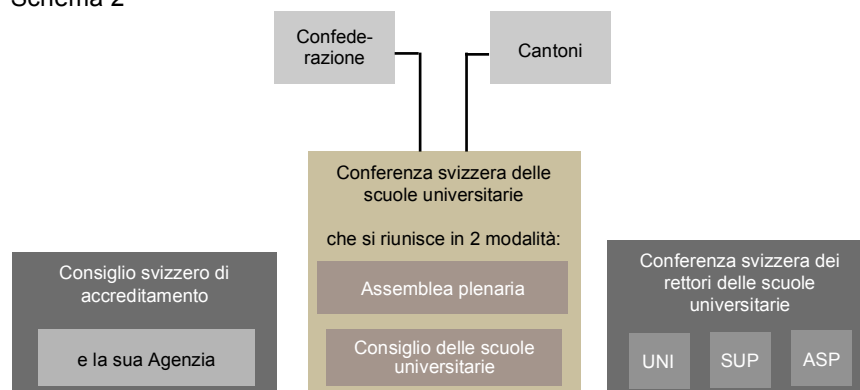 Schema 2
Confede-
razione
Cantoni
Conferenza svizzera delle
scuole universitarie
che si riunisce in 2 modalità:
Assemblea plenaria
Consiglio delle scuole
universitarie
Consiglio svizzero di
accreditamento
e la sua Agenzia
Conferenza svizzera dei
rettori delle scuole
universitarie
UNI
SUP
ASP